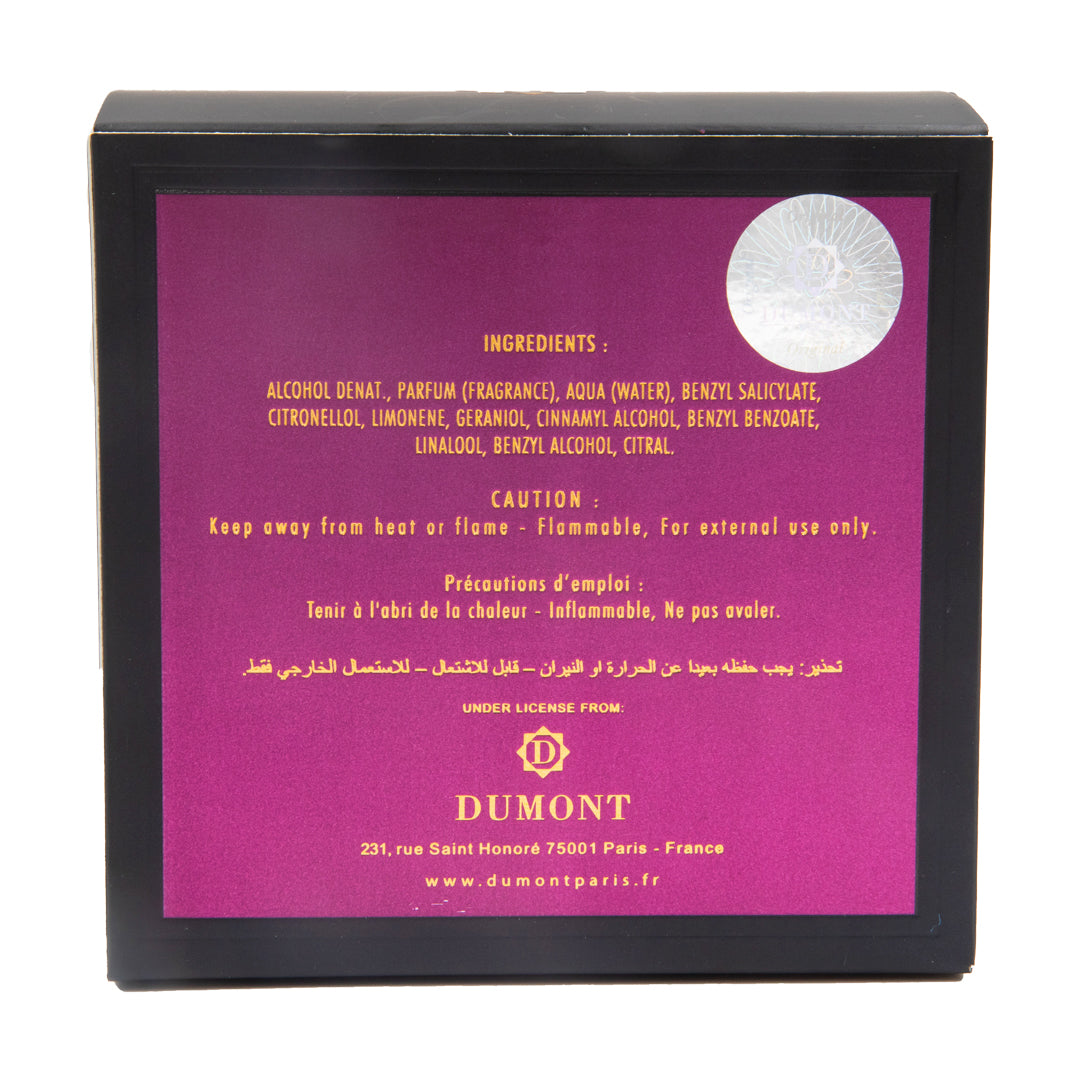 D
DUMONT
Original
INGREDIENTS :
ALCOHOL DENAT., PARFUM (FRAGRANCE), AQUA (WATER), BENZYL SALICYLATE,
CITRONELLOL, LIMONENE, GERANIOL, CINNAMYL ALCOHOL, BENZYL BENZOATE,
LINALOOL, BENZYL ALCOHOL, CITRAL.
CAUTION :
Keep away from heat or flame - Flammable, For external use only.
Précautions d'emploi :
Tenir à l'abri de la chaleur - Inflammable, Ne pas avaler.
تحذير: يجب حفظه بعيدا عن الحرارة او النيران – قابل للاشتعال – للاستعمال الخارجي فقط.
UNDER LICENSE FROM:
D
DUMONT
231, rue Saint Honoré 75001 Paris - France
www.dumontparis.fr